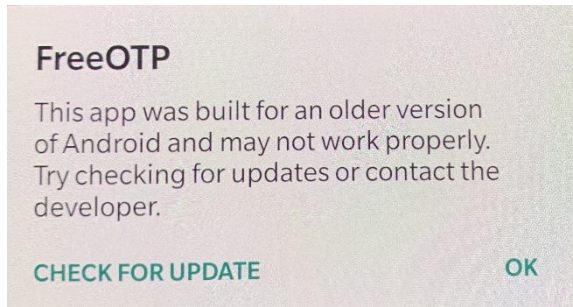 FreeOTP
This app was built for an older version
of Android and may not work properly.
Try checking for updates or contact the
developer.
CHECK FOR UPDATE
OK